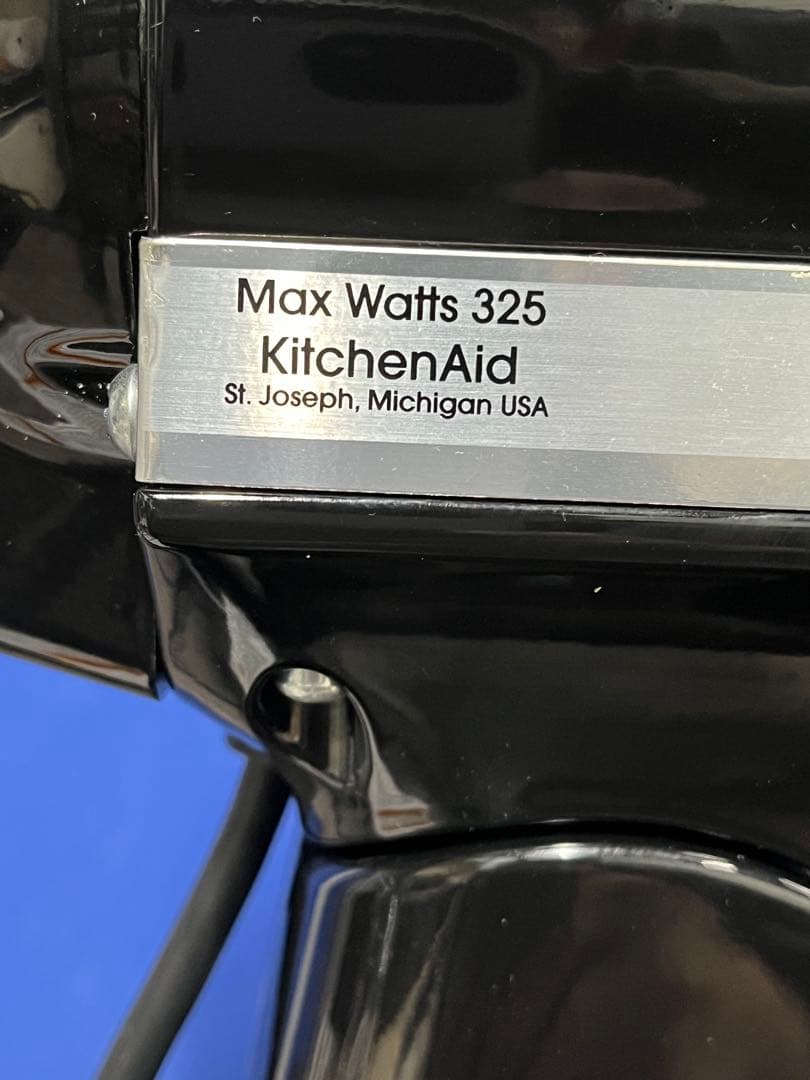 Max Watts 325
KitchenAid
St. Joseph, Michigan USA